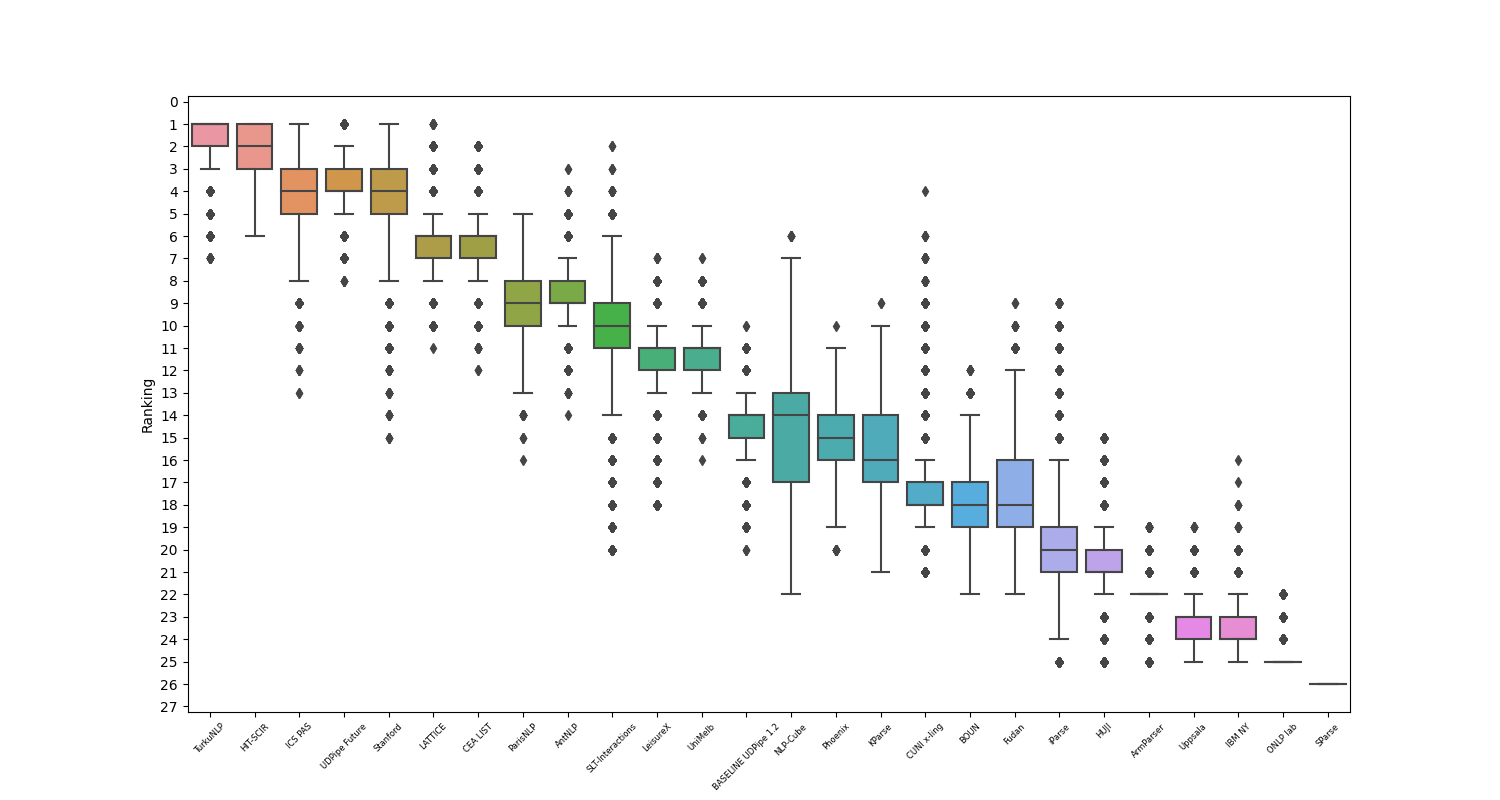 Ranking
0
1
2
3
4
5
6
7
8
9
10
11
12
13
14
15
16
17
18
19
20
21
22
23
24
25
26
27
TurkuNLP
HIT-SCIR
ICS PAS
UDPipe Future
Stanford
LATTICE
CEA LIST
ParisNLP
AntNLP
SLT-Interactions
LeisureX
UniMelb
BASELINE UDPipe 1.2
NLP-Cube
Phoenix
KParse
CUNI x-ling
BOUN
Fudan
iParse
HUJI
ArmParser
Uppsala
IBM NY
ONLP lab
SParse